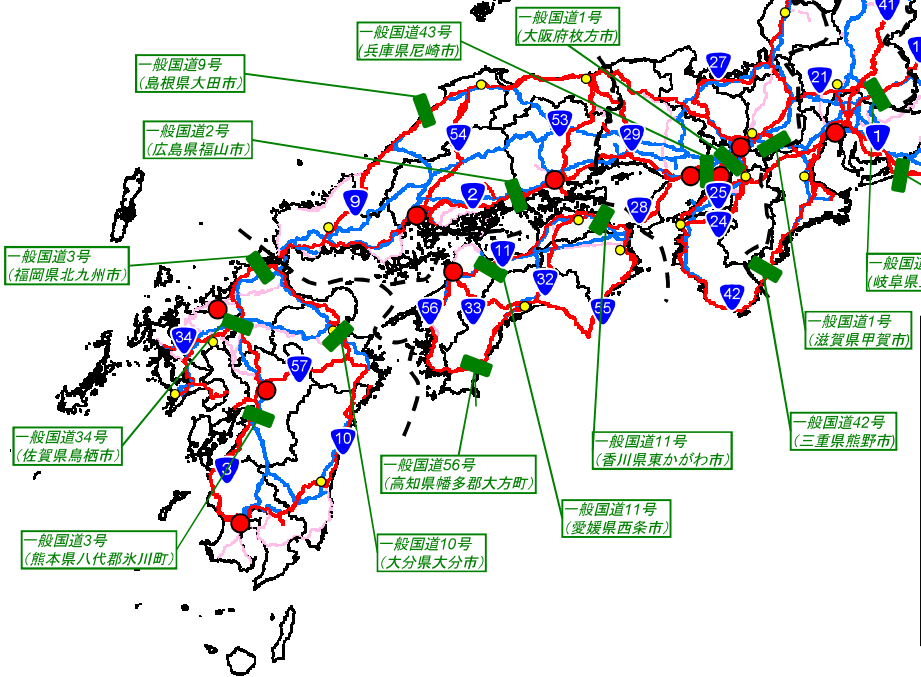 41
一般国道1号
(大阪府枚方市)
一般国道43号
(兵庫県尼崎市)
一般国道9号
(島根県大田市)
27
21
一般国道2号
(広島県福山市)
54
53
29
1
9
2
25
28
24
一般国道3号
(福岡県北九州市)
11
32
一般国道
(岐阜県
56
33
55
42
34
57
一般国道1号
(滋賀県甲賀市)
一般国道34号
(佐賀県鳥栖市)
3
10
一般国道56号
(高知県幡多郡大方町)
一般国道11号
(香川県東かがわ市)
一般国道42号
(三重県熊野市)
一般国道11号
(愛媛県西条市)
一般国道3号
(熊本県八代郡氷川町)
一般国道10号
(大分県大分市)